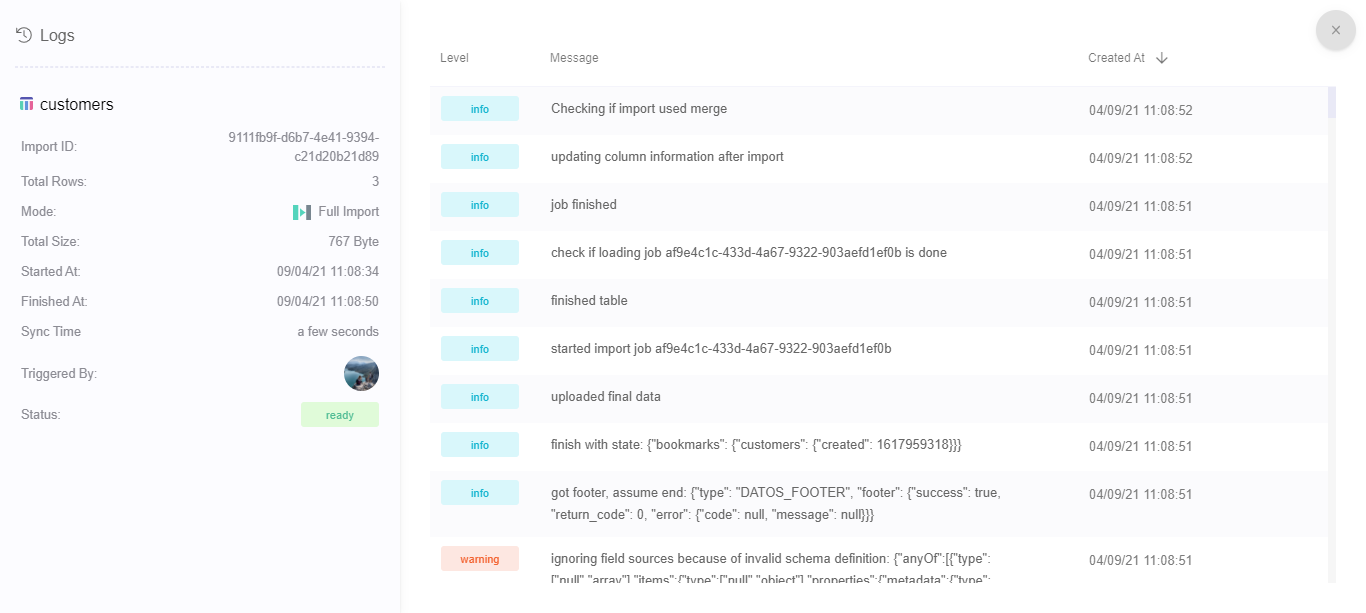 Logs
customers
Import ID:
9111fb9f-d6b7-4e41-9394-
c21d20b21d89
Total Rows: 3
Mode: Full Import
Total Size: 767 Byte
Started At: 09/04/21 11:08:34
Finished At: 09/04/21 11:08:50
Sync Time a few seconds
Triggered By:
Status: ready
Level Message Created At
info Checking if import used merge 04/09/21 11:08:52
info updating column information after import 04/09/21 11:08:52
info job finished 04/09/21 11:08:51
info check if loading job af9e4c1c-433d-4a67-9322-903aefd1ef0b is done 04/09/21 11:08:51
info finished table 04/09/21 11:08:51
info started import job af9e4c1c-433d-4a67-9322-903aefd1ef0b 04/09/21 11:08:51
info uploaded final data 04/09/21 11:08:51
info finish with state: {"bookmarks": {"customers": {"created": 1617959318}}} 04/09/21 11:08:51
info got footer, assume end: {"type": "DATOS_FOOTER", "footer": {"success": true, 04/09/21 11:08:51
"return_code": 0, "error": {"code": null, "message": null}}}
warning ignoring field sources because of invalid schema definition: {"anyOf":[{"type": 04/09/21 11:08:51
["null","array"],"items":{"type":["null","object"],"properties":{"metadata":{"type":